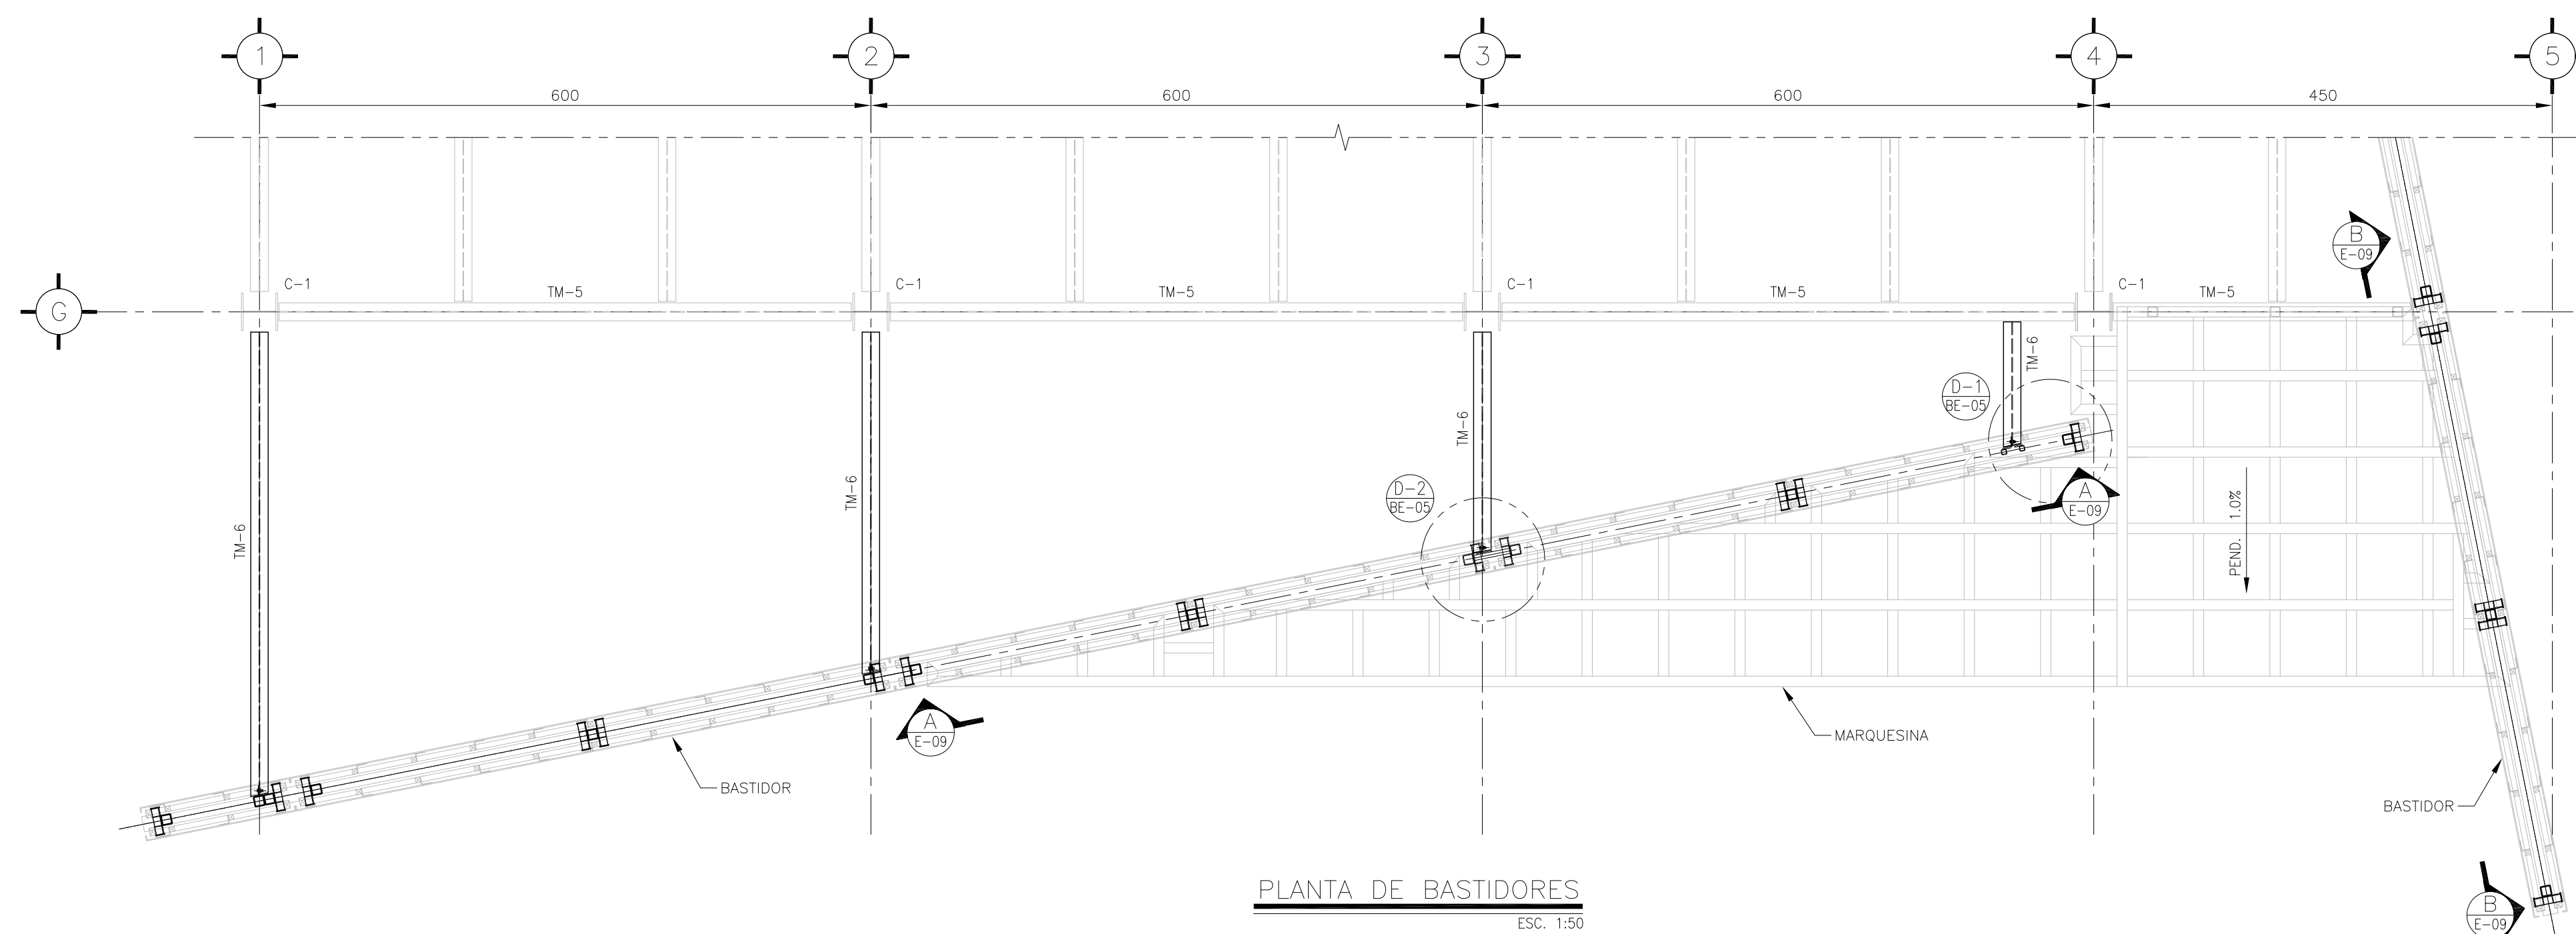 1
2
3
4
5
600
600
600
450
B
E-09
C-1
C-1
C-1
C-1
TM-5
TM-5
TM-5
TM-5
G
TM-6
D-1
BE-05
TM-6
TM-6
TM-6
D-2
BE-05
A
E-09
PEND. 1.0%
A
E-09
MARQUESINA
BASTIDOR
BASTIDOR
B
E-09
PLANTA DE BASTIDORES
ESC. 1:50